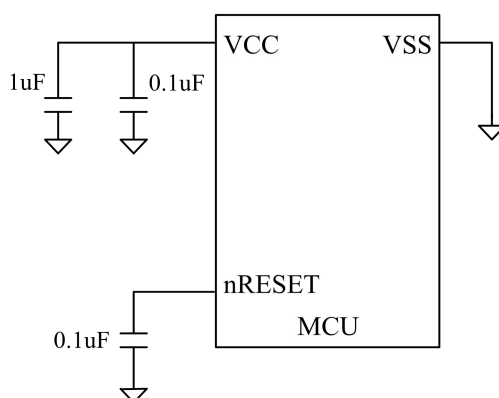 VCC
VSS
1uF
0.1uF
nRESET
MCU
0.1uF